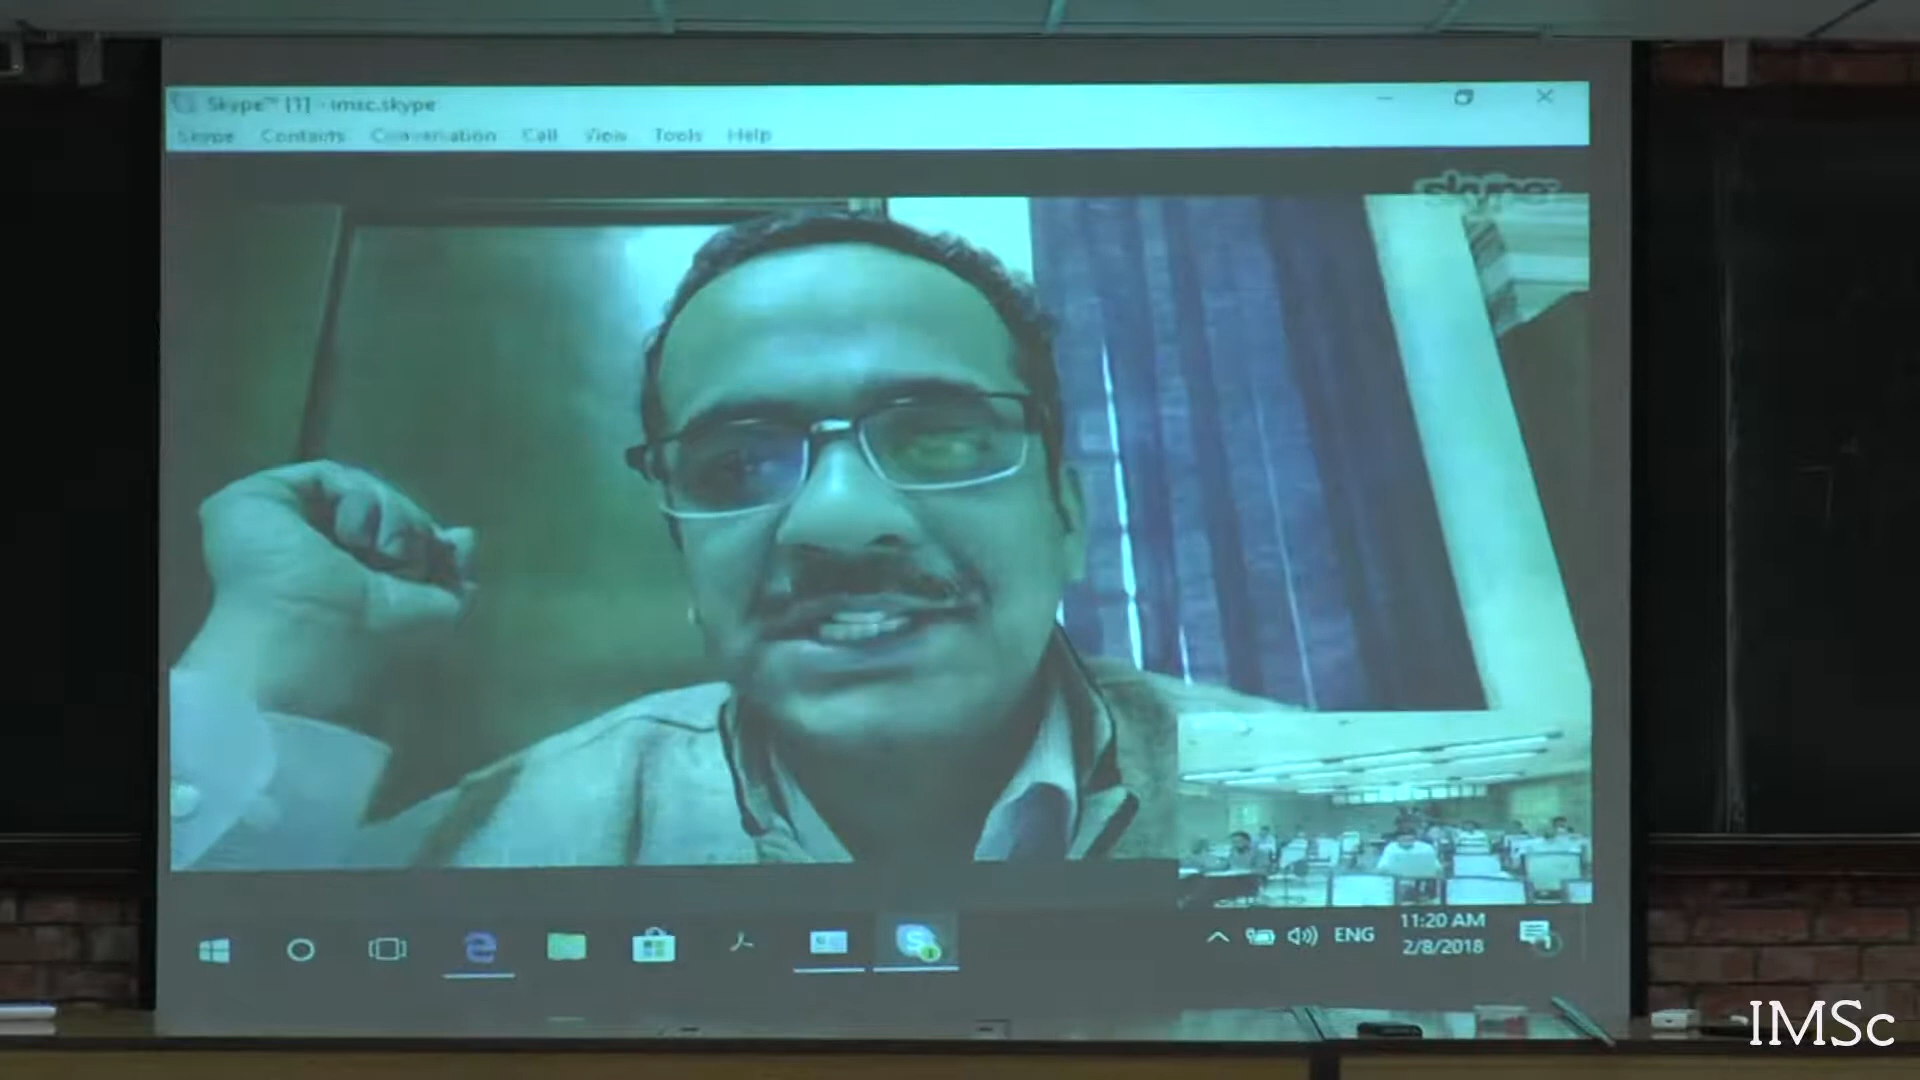 Skype™ [1] - imsc.skype
Skype Contacts Conversation Call View Tools Help
skype
ENG
11:20 AM
2/8/2018
IMSc